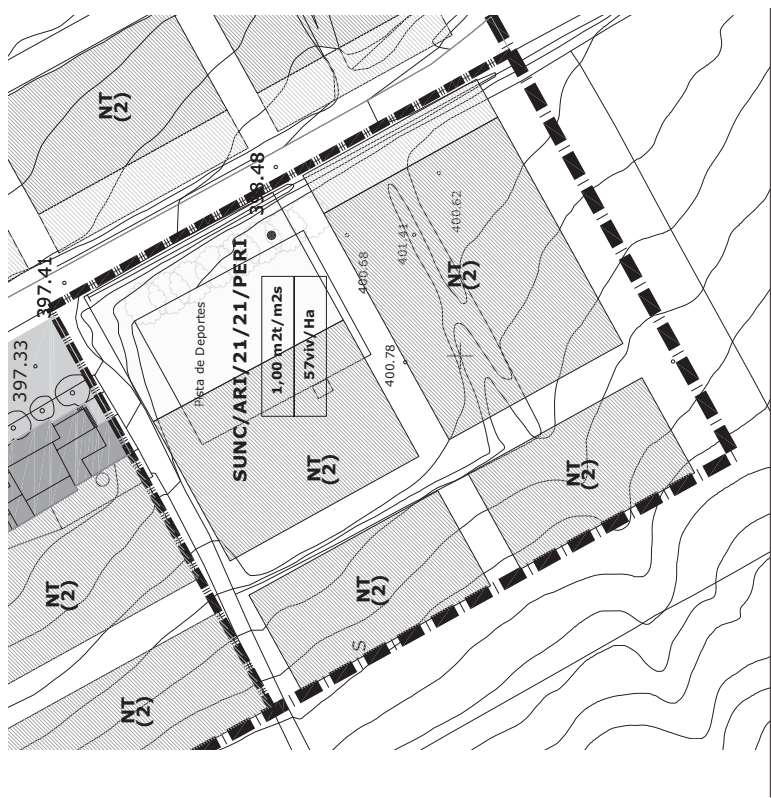 NT
(2)
398.48
397.41
397.33
Pista de Deportes
SUNC/ARI/21/21/PERI
1,00 m2t/m2s
57viv/Ha
400.68
401.41
400.62
NT
(2)
400.78
NT
(2)
NT
(2)
NT
(2)
NT
(2)
S
NT
(2)